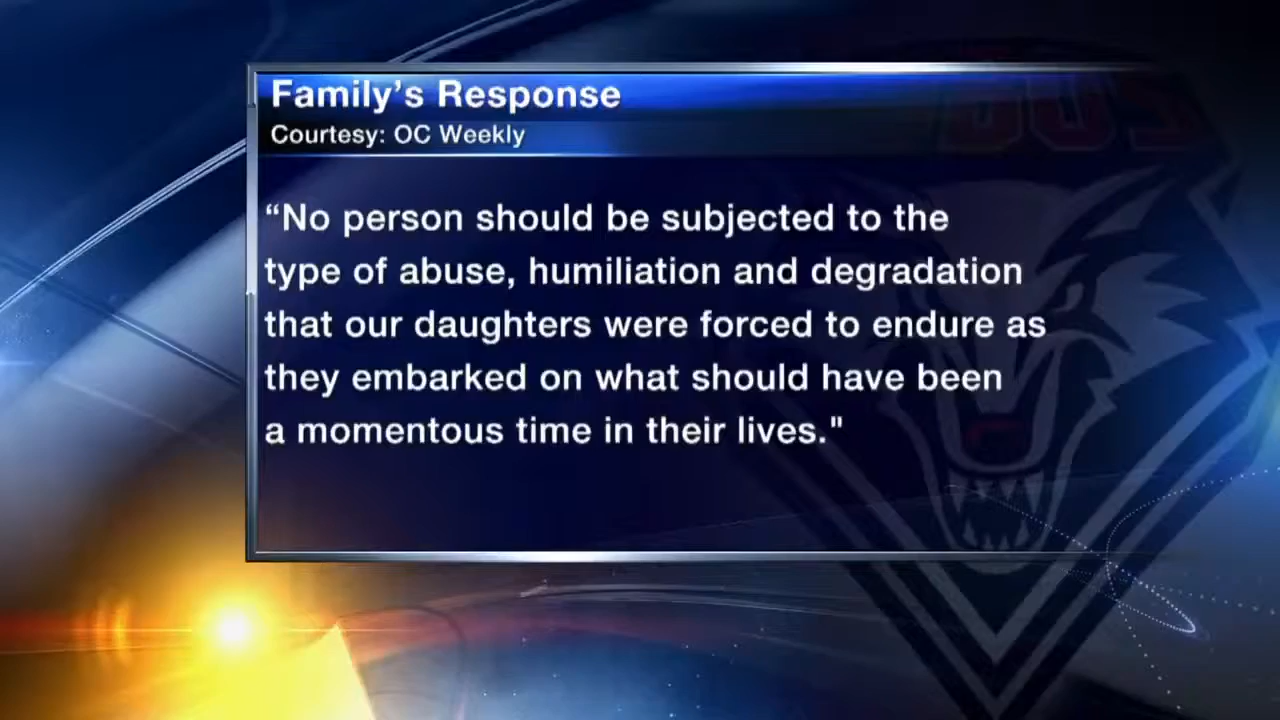 Family's Response
Courtesy: OC Weekly
“No person should be subjected to the
type of abuse, humiliation and degradation
that our daughters were forced to endure as
they embarked on what should have been
a momentous time in their lives."